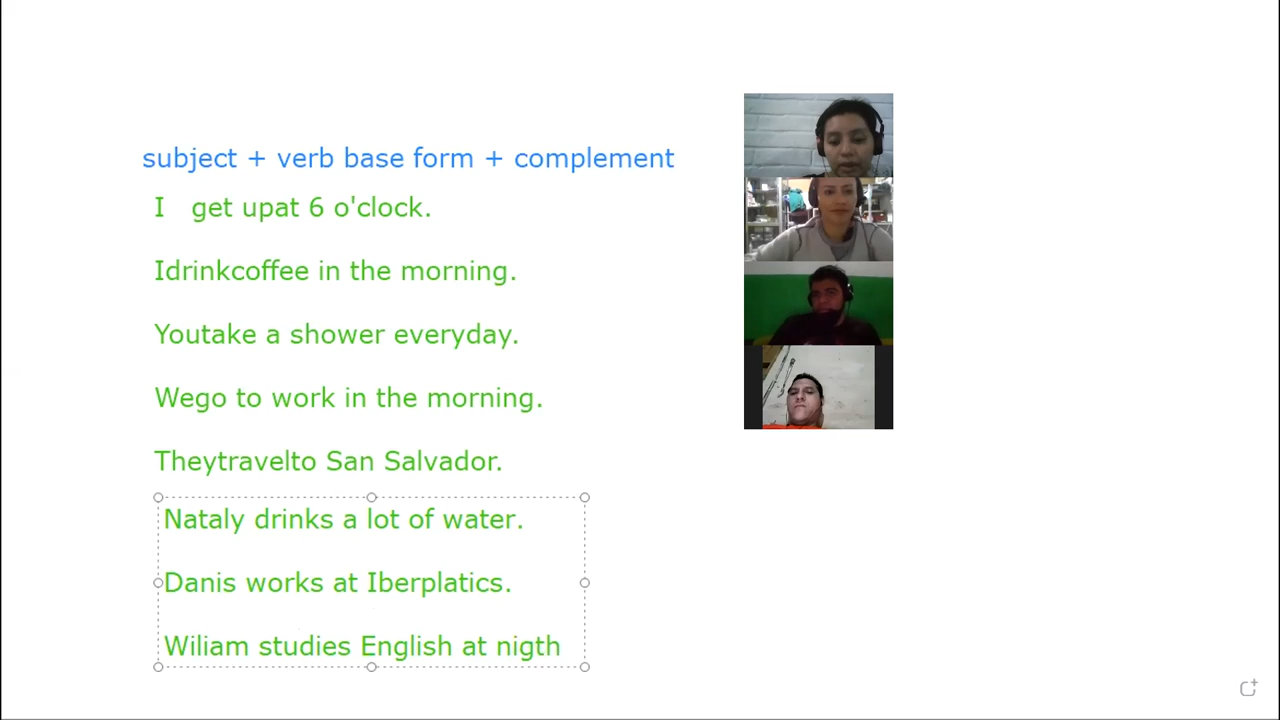 subject + verb base form + complement
I get upat 6 o'clock.
Idrinkcoffee in the morning.
Youtake a shower everyday.
Wego to work in the morning.
Theytravelto San Salvador.
Nataly drinks a lot of water.
Danis works at Iberplatics.
Wiliam studies English at nigth